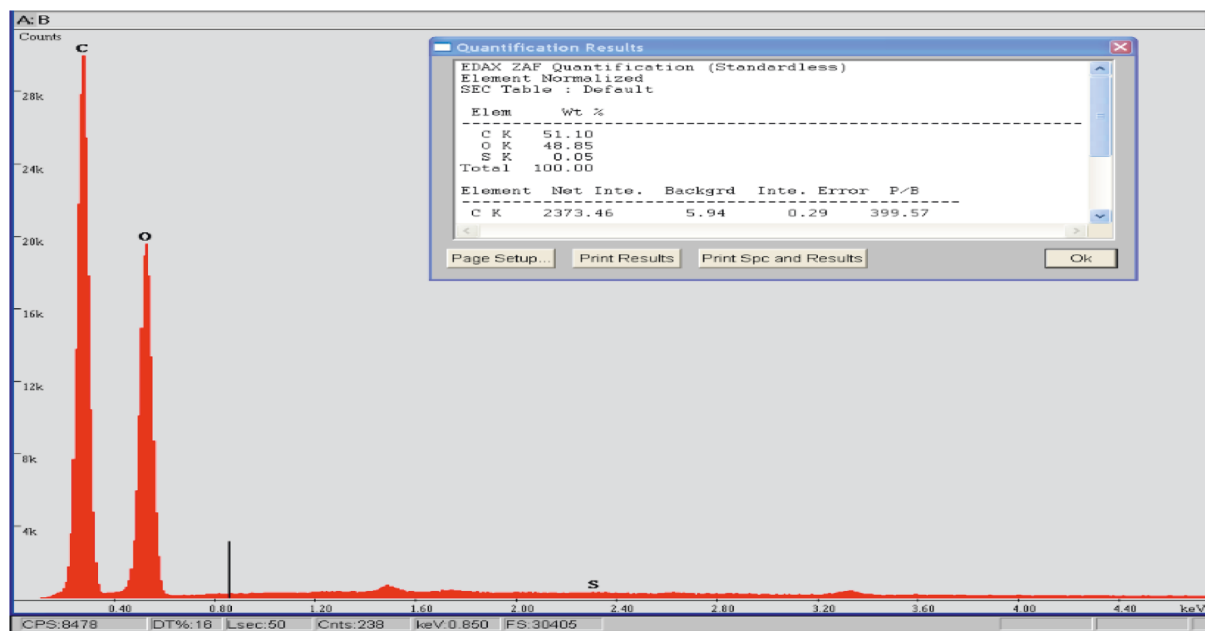 A: B
Counts
C
28k
24k
O
20k
16k
12k
8k
4k
S
0.40 0.80 1.20 1.60 2.00 2.40 2.80 3.20 3.60 4.00 4.40 keV
CPS:8478 DT%:16 Lsec:50 Cnts:238 keV:0.850 FS:30405
Quantification Results
EDAX ZAF Quantification (Standardless)
Element Normalized
SEC Table : Default
Elem Wt %
C K 51.10
O K 48.85
S K 0.05
Total 100.00
Element Net Inte. Backgrd Inte. Error P/B
C K 2373.46 5.94 0.29 399.57
Page Setup... Print Results Print Spc and Results Ok